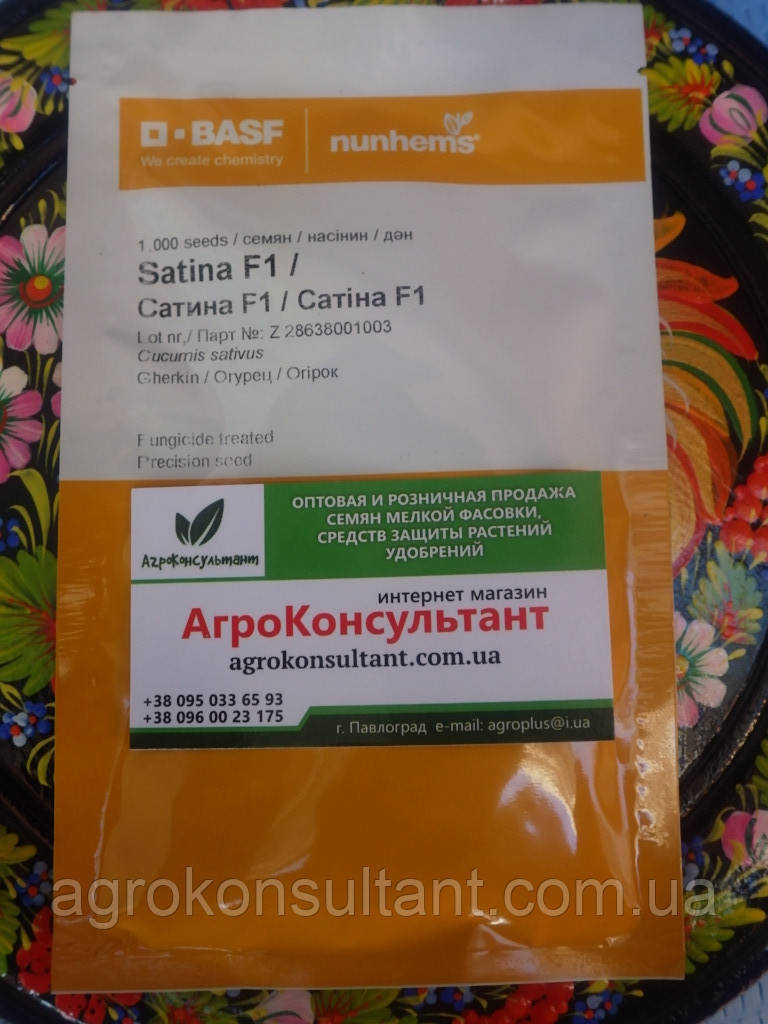 BASF
We create chemistry
nunhems®
1.000 seeds / семян / насінин / дән
Satina F1 /
Сатина F1 / Сатіна F1
Lot nr,/ Парт №: Z 28638001003
Cucumis sativus
Gherkin / Огурец / Огірок
Fungicide treated
Precision seed
АгроКонсультант
ОПТОВАЯ И РОЗНИЧНАЯ ПРОДАЖА
СЕМЯН МЕЛКОЙ ФАСОВКИ,
СРЕДСТВ ЗАЩИТЫ РАСТЕНИЙ
УДОБРЕНИЙ
интернет магазин
АгроКонсультант
agrokonsultant.com.ua
+38 095 033 65 93
+38 096 00 23 175
г. Павлоград e-mail: agroplus@i.ua
agrokonsultant.com.ua